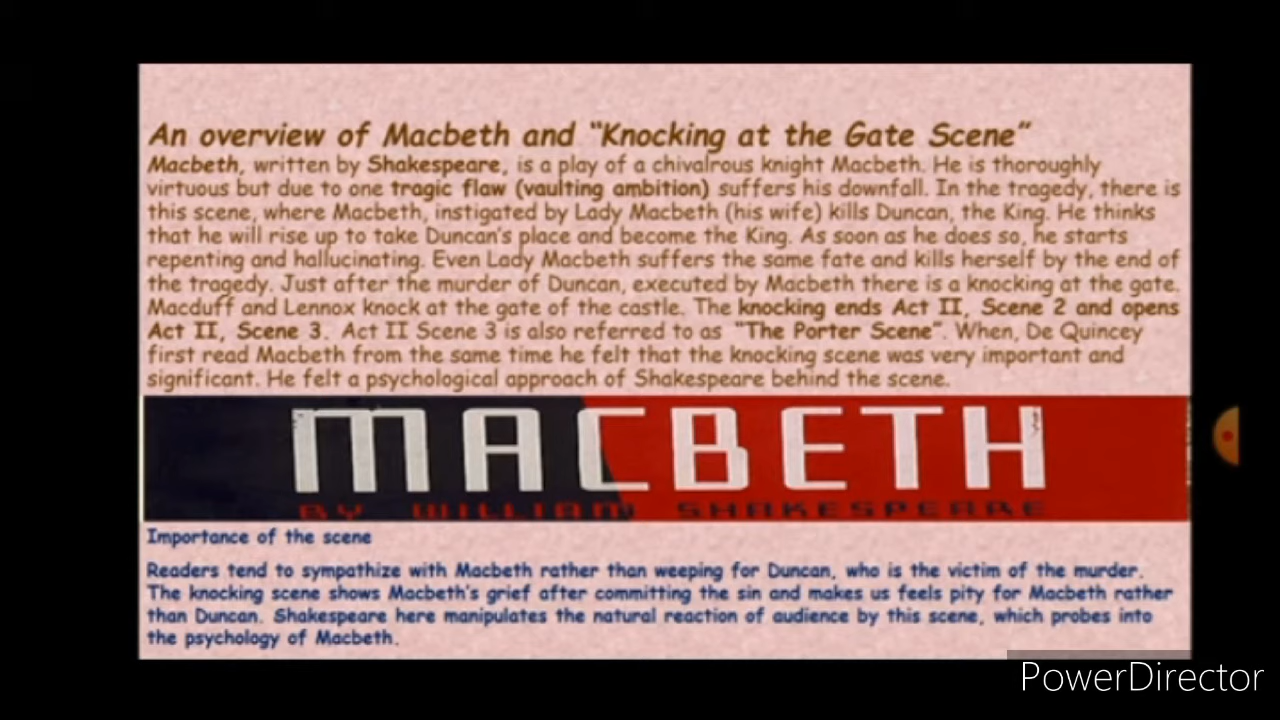 An overview of Macbeth and "Knocking at the Gate Scene"
Macbeth, written by Shakespeare, is a play of a chivalrous knight Macbeth. He is thoroughly
virtuous but due to one tragic flaw (vaulting ambition) suffers his downfall. In the tragedy, there is
this scene, where Macbeth, instigated by Lady Macbeth (his wife) kills Duncan, the King. He thinks
that he will rise up to take Duncan's place and become the King. As soon as he does so, he starts
repenting and hallucinating. Even Lady Macbeth suffers the same fate and kills herself by the end of
the tragedy. Just after the murder of Duncan, executed by Macbeth there is a knocking at the gate.
Macduff and Lennox knock at the gate of the castle. The knocking ends Act II, Scene 2 and opens
Act II, Scene 3. Act II Scene 3 is also referred to as "The Porter Scene". When, De Quincey
first read Macbeth from the same time he felt that the knocking scene was very important and
significant. He felt a psychological approach of Shakespeare behind the scene.
MACBETH
BY WILLIAM SHAKESPEARE
Importance of the scene
Readers tend to sympathize with Macbeth rather than weeping for Duncan, who is the victim of the murder.
The knocking scene shows Macbeth's grief after committing the sin and makes us feels pity for Macbeth rather
than Duncan. Shakespeare here manipulates the natural reaction of audience by this scene, which probes into
the psychology of Macbeth.
PowerDirector